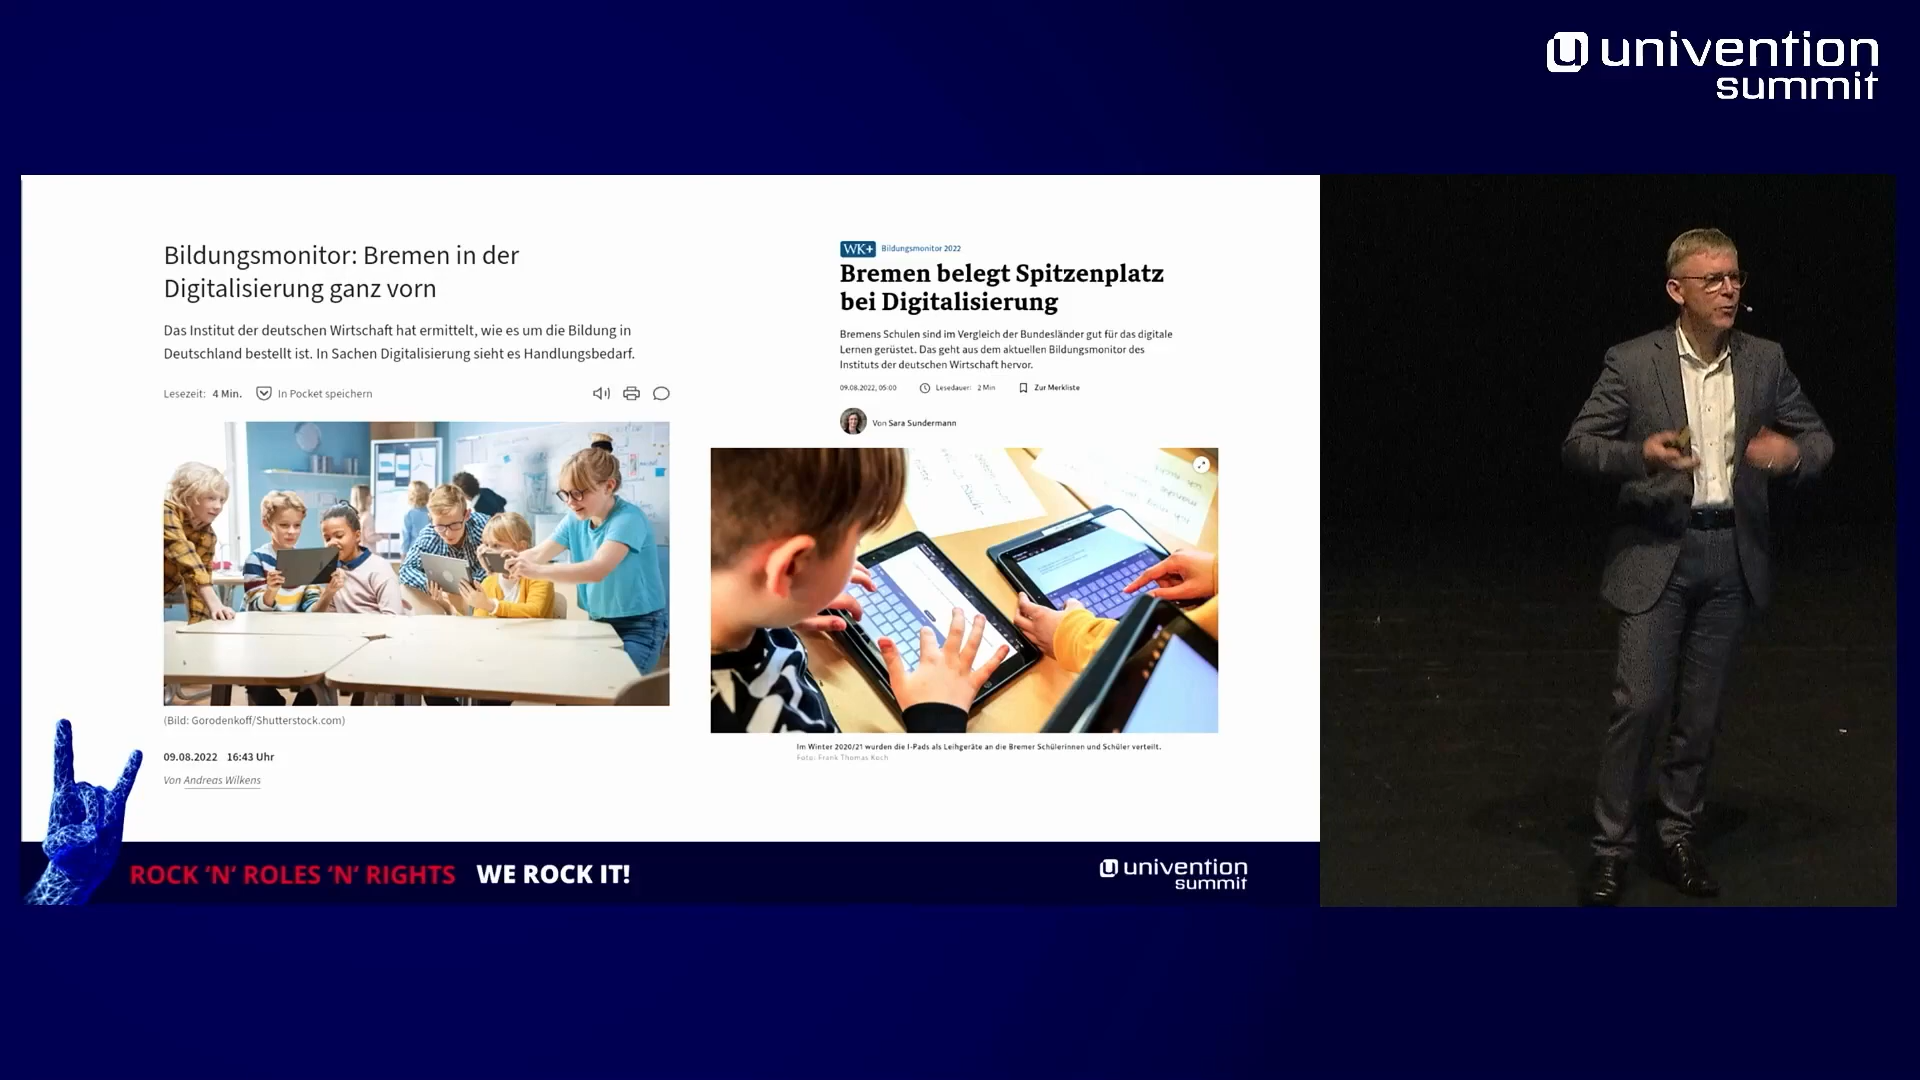 univention
summit
Bildungsmonitor: Bremen in der
Digitalisierung ganz vorn
Das Institut der deutschen Wirtschaft hat ermittelt, wie es um die Bildung in
Deutschland bestellt ist. In Sachen Digitalisierung sieht es Handlungsbedarf.
Lesezeit: 4 Min. In Pocket speichern
(Bild: Gorodenkoff/Shutterstock.com)
09.08.2022 16:43 Uhr
Von Andreas Wilkens
WK+ Bildungsmonitor 2022
Bremen belegt Spitzenplatz
bei Digitalisierung
Bremens Schulen sind im Vergleich der Bundesländer gut für das digitale
Lernen gerüstet. Das geht aus dem aktuellen Bildungsmonitor des
Instituts der deutschen Wirtschaft hervor.
09.08.2022, 05:00 Lesedauer: 2 Min Zur Merkliste
Von Sara Sundermann
Im Winter 2020/21 wurden die I-Pads als Leihgeräte an die Bremer Schülerinnen und Schüler verteilt.
Foto: Frank Thomas Koch
ROCK ‘N‘ ROLES ‘N‘ RIGHTS WE ROCK IT!
univention
summit